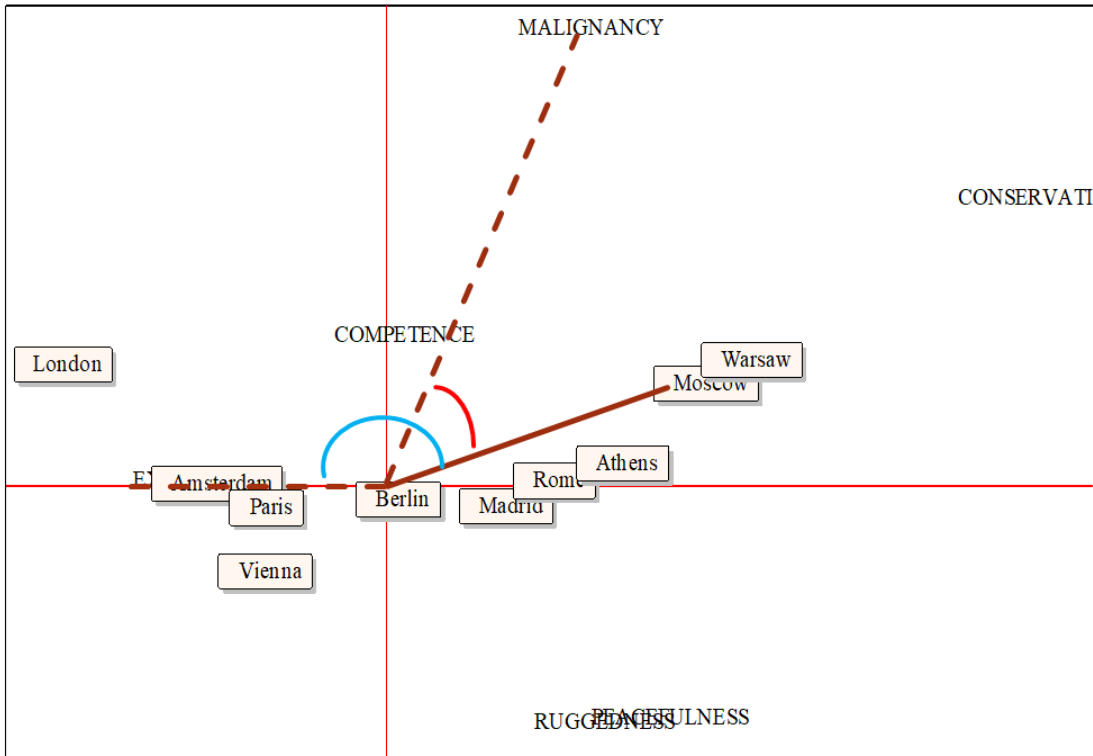 MALIGNANCY
CONSERVATI
COMPETENCE
London
Warsaw
Moscow
Athens
Rome
Amsterdam
Paris
Berlin
Madrid
Vienna
PEACEFULNESS
RUGGEDNESS